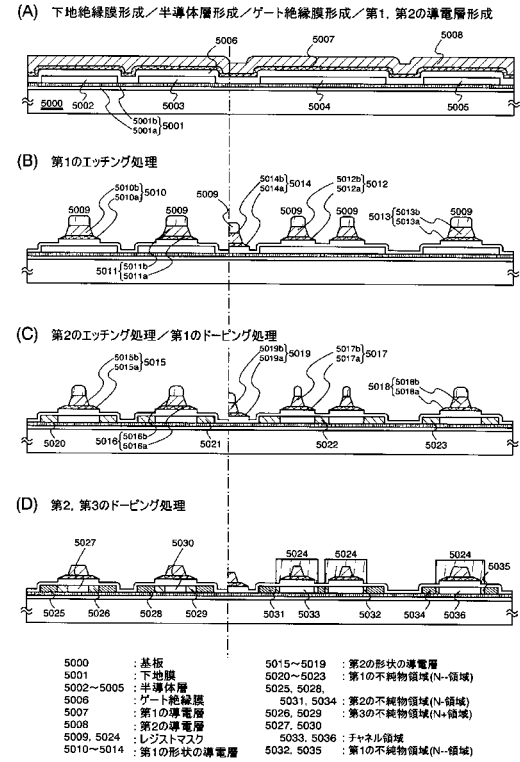 (A) 下地絶縁膜形成／半導体層形成／ゲート絶縁膜形成／第1, 第2の導電層形成
5006 5007 5008
5000 5002 5001b 5001a }5001 5003 5004 5005
(B) 第1のエッチング処理
5009 5010b 5010a }5010 5009 5009 5014b 5014a }5014 5009 5012b 5012a }5012 5009 5013{ 5013b 5013a 5009
5011{ 5011b 5011a
(C) 第2のエッチング処理／第1のドーピング処理
5015b 5015a }5015 5019b 5019a }5019 5017b 5017a }5017 5018{ 5018b 5018a
5020 5016{ 5016b 5016a 5021 5022 5023
(D) 第2, 第3のドーピング処理
5027 5030 5024 5024 5024 5035
5025 5026 5028 5029 5031 5033 5032 5034 5036
5000 : 基板
5001 : 下地膜
5002～5005 : 半導体層
5006 : ゲート絶縁膜
5007 : 第1の導電層
5008 : 第2の導電層
5009, 5024 : レジストマスク
5010～5014 : 第1の形状の導電層
5015～5019 : 第2の形状の導電層
5020～5023 : 第1の不純物領域(N--領域)
5025, 5028,
5031, 5034 : 第2の不純物領域(N-領域)
5026, 5029 : 第3の不純物領域(N+領域)
5027, 5030
5033, 5036 : チャネル領域
5032, 5035 : 第1の不純物領域(N--領域)